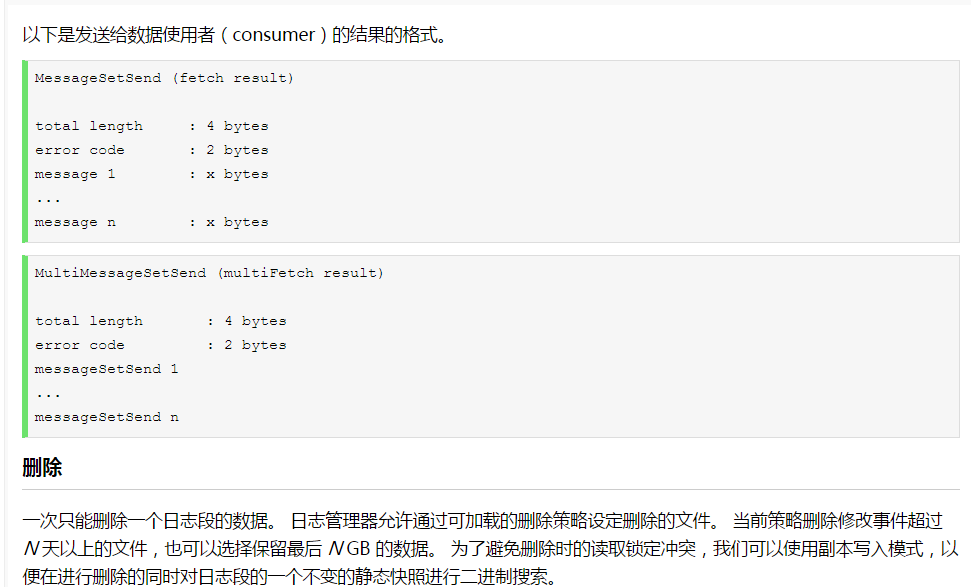 以下是发送给数据使用者（consumer）的结果的格式。
MessageSetSend (fetch result)
total length     : 4 bytes
error code       : 2 bytes
message 1        : x bytes
...
message n        : x bytes
MultiMessageSetSend (multiFetch result)
total length       : 4 bytes
error code         : 2 bytes
messageSetSend 1
...
messageSetSend n
删除
一次只能删除一个日志段的数据。 日志管理器允许通过可加载的删除策略设定删除的文件。 当前策略删除修改事件超过
N 天以上的文件，也可以选择保留最后 N GB 的数据。 为了避免删除时的读取锁定冲突，我们可以使用副本写入模式，以
便在进行删除的同时对日志段的一个不变的静态快照进行二进制搜索。